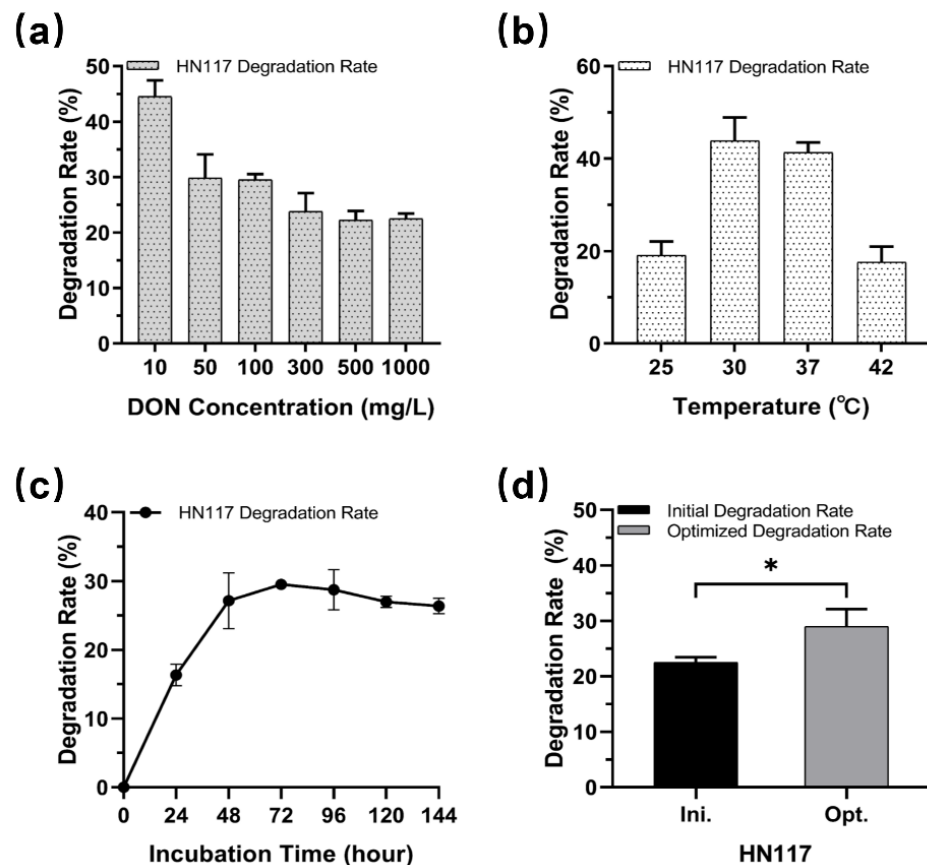 (a)
HN117 Degradation Rate
Degradation Rate (%)
50
40
30
20
10
0
10 50 100 300 500 1000
DON Concentration (mg/L)
(b)
HN117 Degradation Rate
Degradation Rate (%)
60
40
20
0
25 30 37 42
Temperature (℃)
(c)
HN117 Degradation Rate
Degradation Rate (%)
40
30
20
10
0
0 24 48 72 96 120 144
Incubation Time (hour)
(d)
Initial Degradation Rate
Optimized Degradation Rate
Degradation Rate (%)
50
40
30
20
10
0
*
Ini. Opt.
HN117